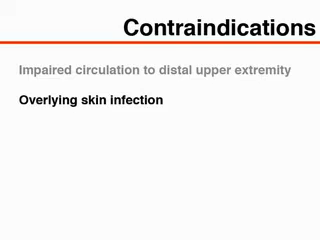 Contraindications
Impaired circulation to distal upper extremity
Overlying skin infection